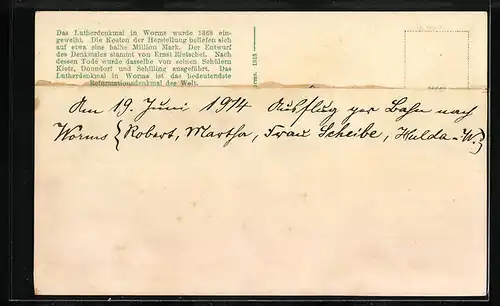 Das Lutherdenkmal in Worms wurde 1868 ein-
geweiht. Die Kosten der Herstellung beliefen sich
auf etwa eine halbe Million Mark. Der Entwurf
des Denkmales stammt von Ernst Rietschel. Nach
dessen Tode wurde dasselbe von seinen Schülern
Kietz, Donndorf und Schilling ausgeführt. Das
Lutherdenkmal in Worms ist das bedeutendste
Reformationsdenkmal der Welt.
Am 19. Juni 1914 Ausflug per Bahn nach
Worms {Robert, Martha, Frau Scheibe, Hulda-W.}